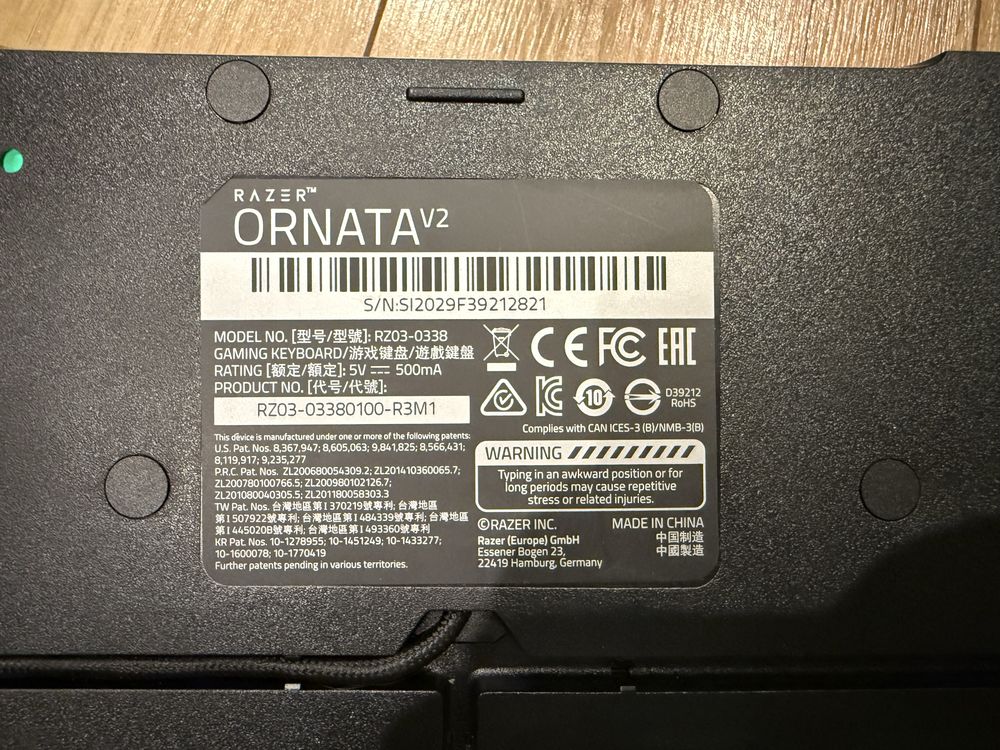 RAZER™
ORNATA V2
S/N:SI2029F39212821
MODEL NO. [型号/型號]: RZ03-0338
GAMING KEYBOARD/游戏键盘/遊戲鍵盤
RATING [额定/額定]: 5V ⎓ 500mA
PRODUCT NO. [代号/代號]:
RZ03-03380100-R3M1
This device is manufactured under one or more of the following patents:
U.S. Pat. Nos. 8,367,947; 8,605,063; 9,841,825; 8,566,431;
8,119,917; 9,235,277
P.R.C. Pat. Nos. ZL200680054309.2; ZL201410360065.7;
ZL200780100766.5; ZL200980102126.7;
ZL201080040305.5; ZL201180058303.3
TW Pat. Nos. 台灣地區第I370219號專利; 台灣地區
第I507922號專利; 台灣地區第I484339號專利; 台灣地區
第I445020B號專利; 台灣地區第I493360號專利
KR Pat. Nos. 10-1278955; 10-1451249; 10-1433277;
10-1600078; 10-1770419
Further patents pending in various territories.
CE FC EAC
10
D39212
RoHS
Complies with CAN ICES-3 (B)/NMB-3(B)
WARNING
Typing in an awkward position or for
long periods may cause repetitive
stress or related injuries.
©RAZER INC.
Razer (Europe) GmbH
Essener Bogen 23,
22419 Hamburg, Germany
MADE IN CHINA
中国制造
中國製造